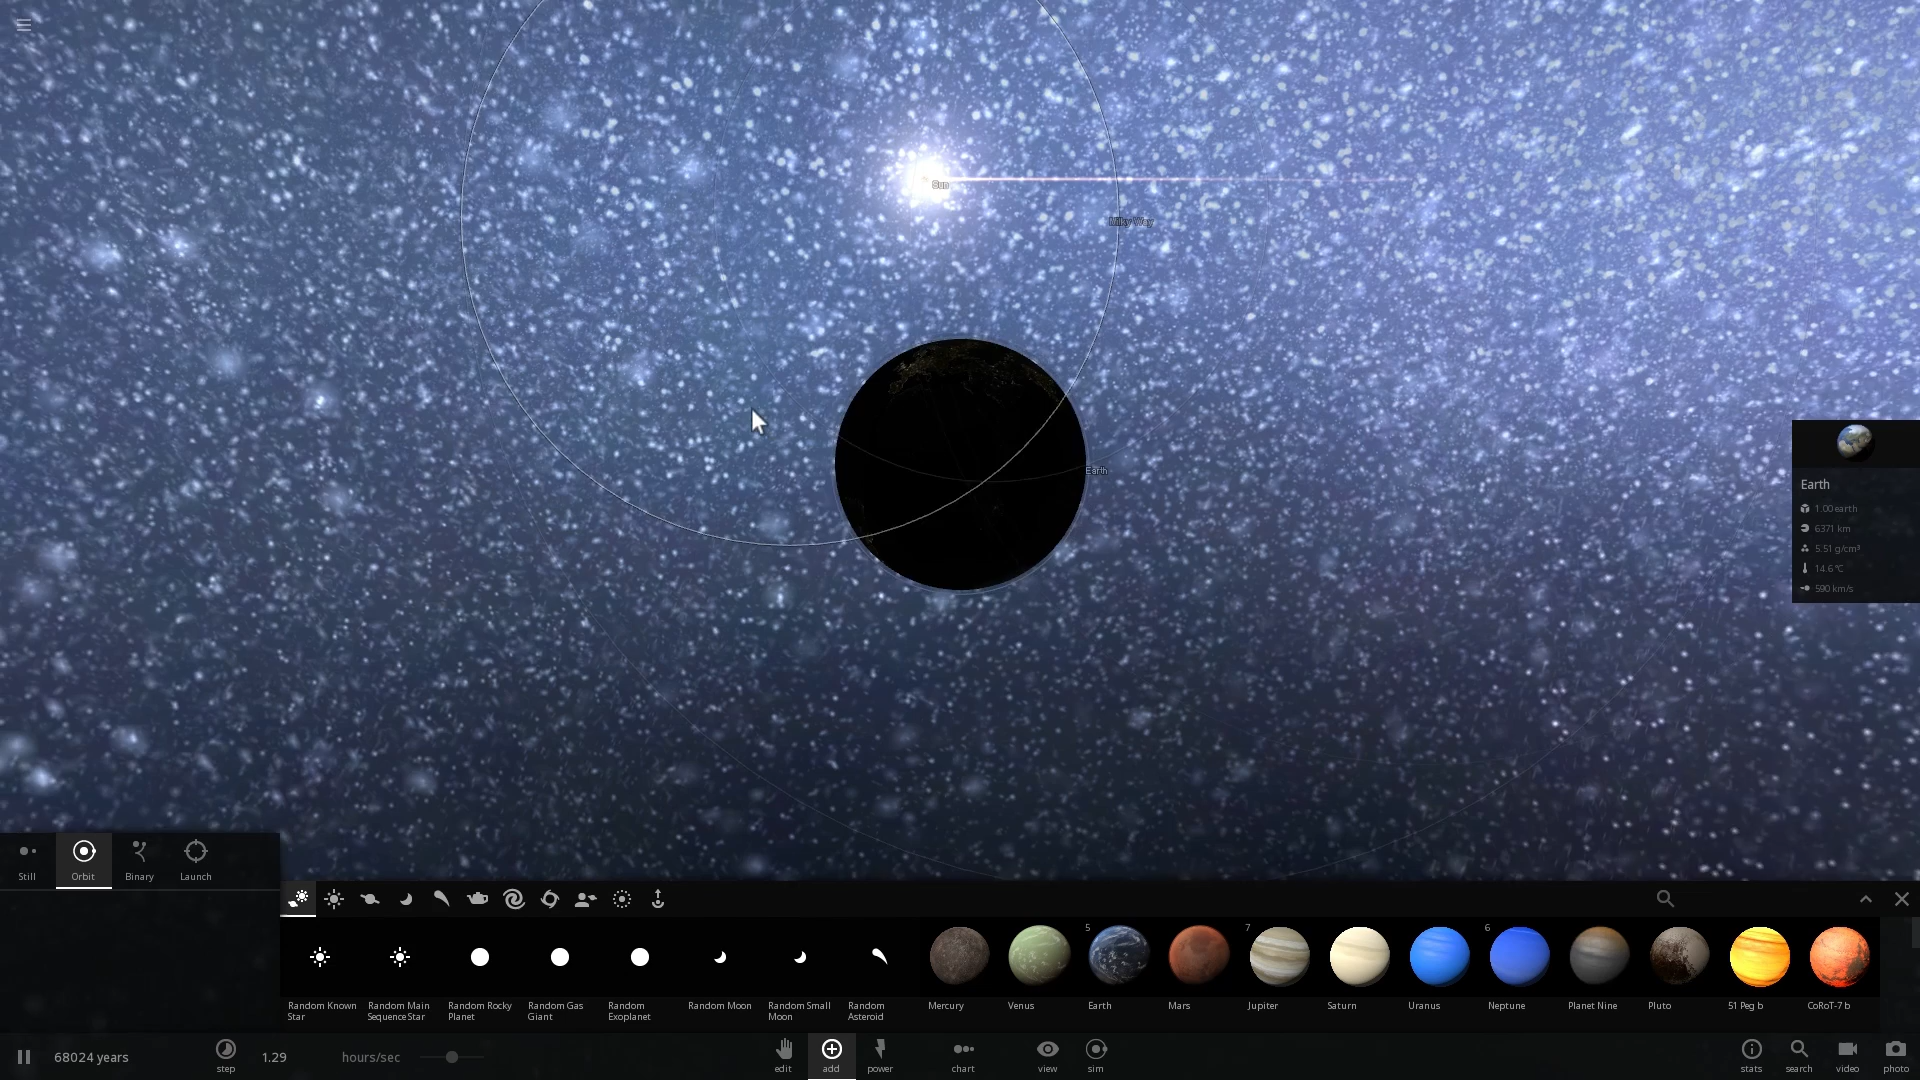 Sun
Milky Way
Earth
Earth
1.00 earth
6371 km
5.51 g/cm³
14.6 °C
590 km/s
Still
Orbit
Binary
Launch
5
7
6
Random Known Star
Random Main Sequence Star
Random Rocky Planet
Random Gas Giant
Random Exoplanet
Random Moon
Random Small Moon
Random Asteroid
Mercury
Venus
Earth
Mars
Jupiter
Saturn
Uranus
Neptune
Planet Nine
Pluto
51 Peg b
CoRoT-7 b
68024 years
step
1.29
hours/sec
edit
add
power
chart
view
sim
stats
search
video
photo